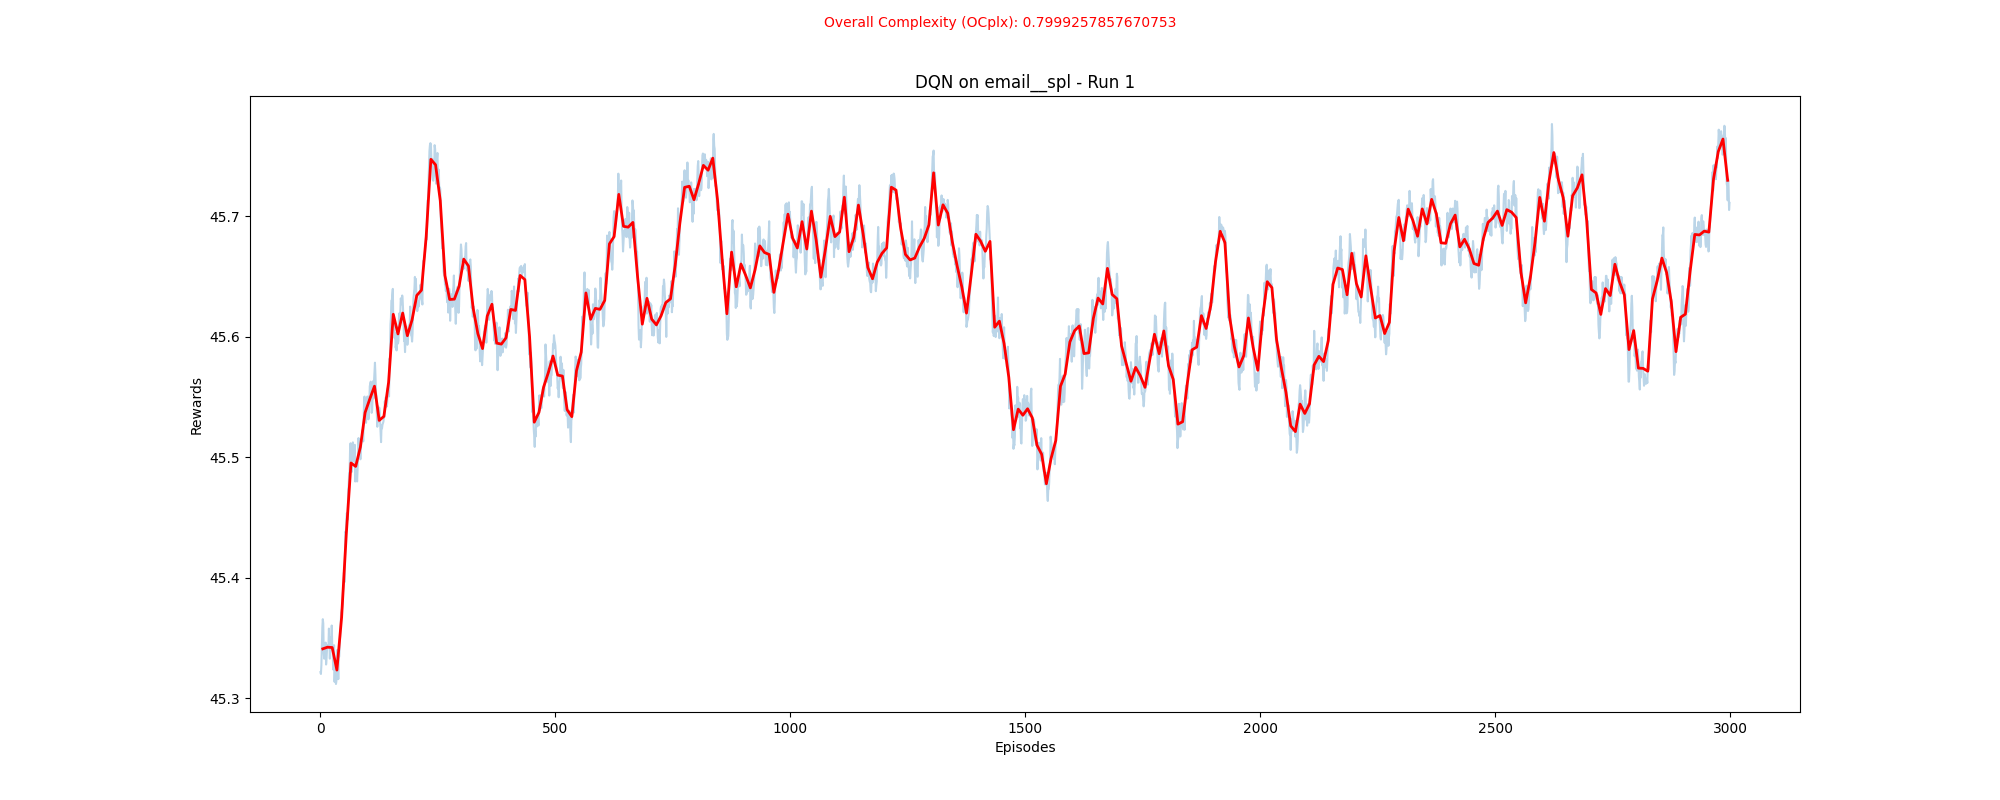 Overall Complexity (OCplx): 0.7999257857670753
DQN on email__spl - Run 1
Rewards
45.7
45.6
45.5
45.4
45.3
0 500 1000 1500 2000 2500 3000
Episodes